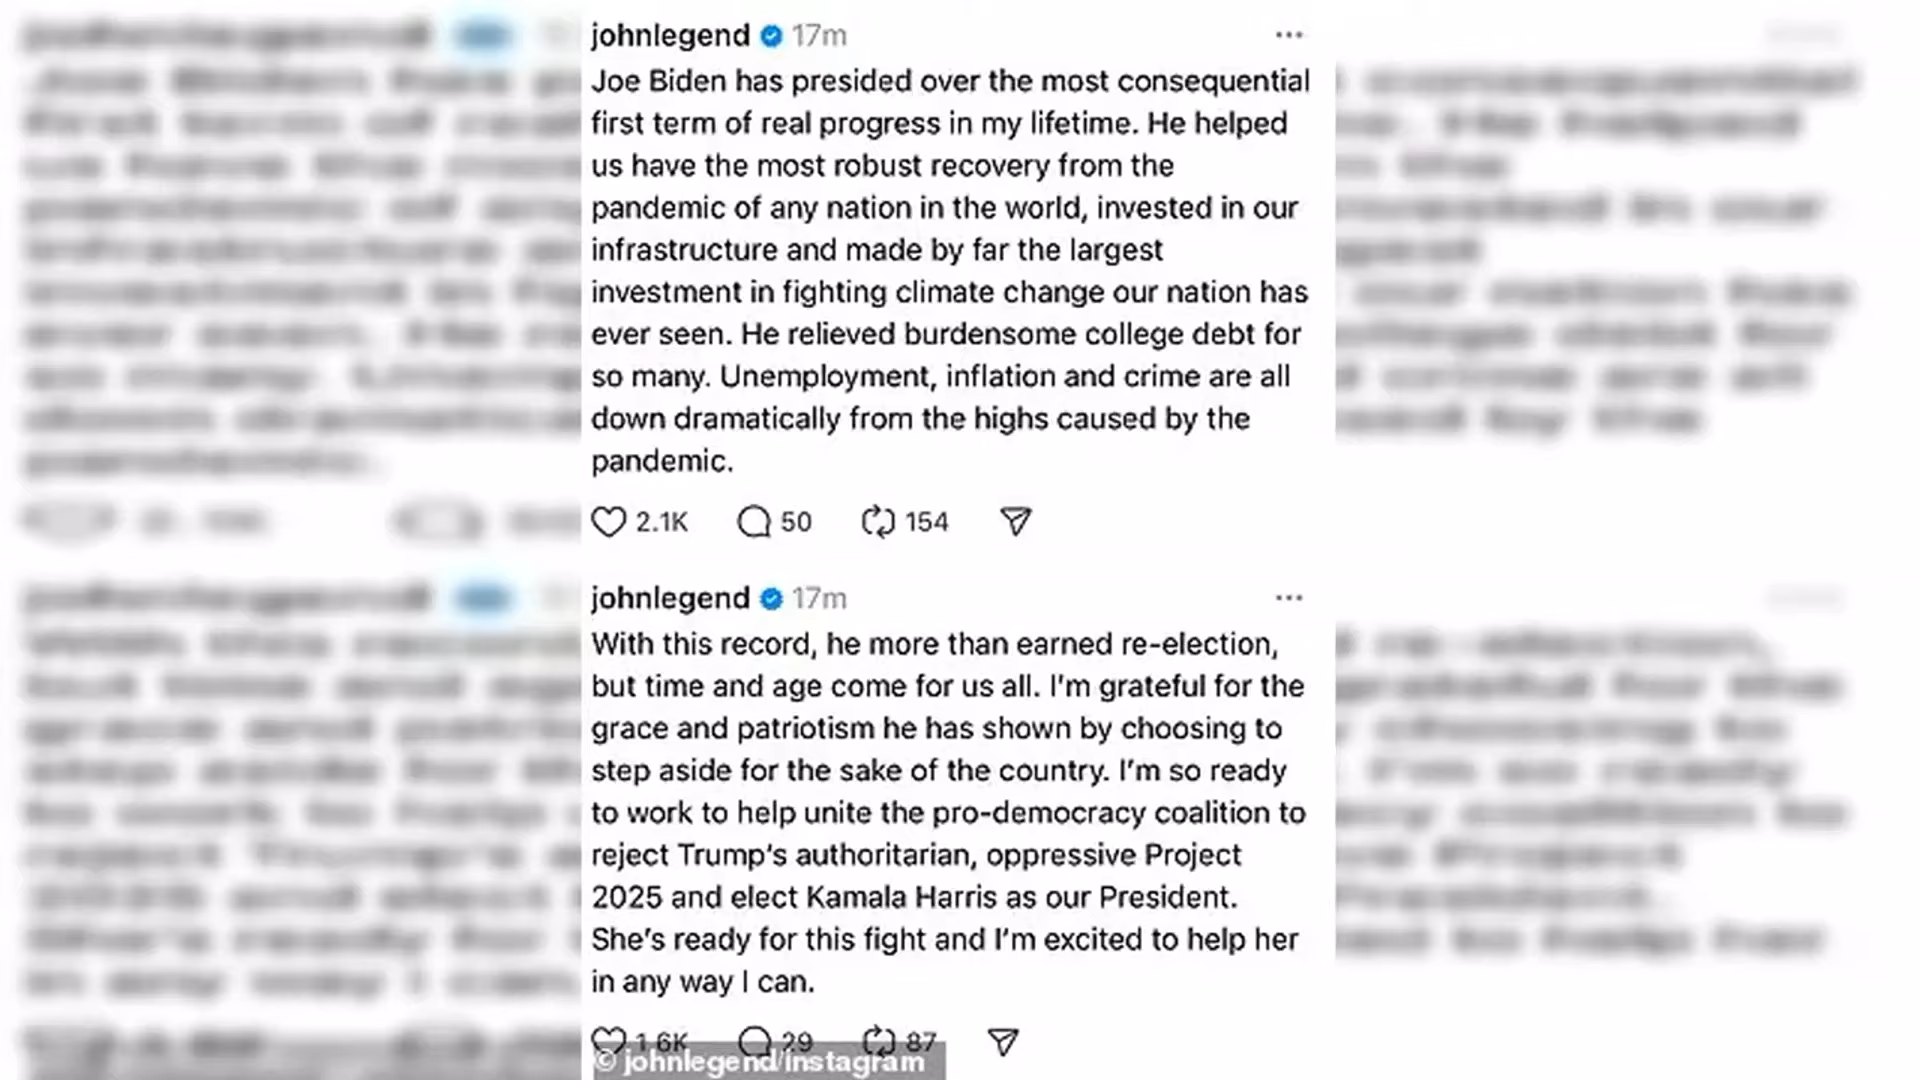 johnlegend 17m
Joe Biden has presided over the most consequential
first term of real progress in my lifetime. He helped
us have the most robust recovery from the
pandemic of any nation in the world, invested in our
infrastructure and made by far the largest
investment in fighting climate change our nation has
ever seen. He relieved burdensome college debt for
so many. Unemployment, inflation and crime are all
down dramatically from the highs caused by the
pandemic.
2.1K 50 154
johnlegend 17m
With this record, he more than earned re-election,
but time and age come for us all. I'm grateful for the
grace and patriotism he has shown by choosing to
step aside for the sake of the country. I'm so ready
to work to help unite the pro-democracy coalition to
reject Trump's authoritarian, oppressive Project
2025 and elect Kamala Harris as our President.
She's ready for this fight and I'm excited to help her
in any way I can.
1.6K 29 87
© johnlegend/instagram